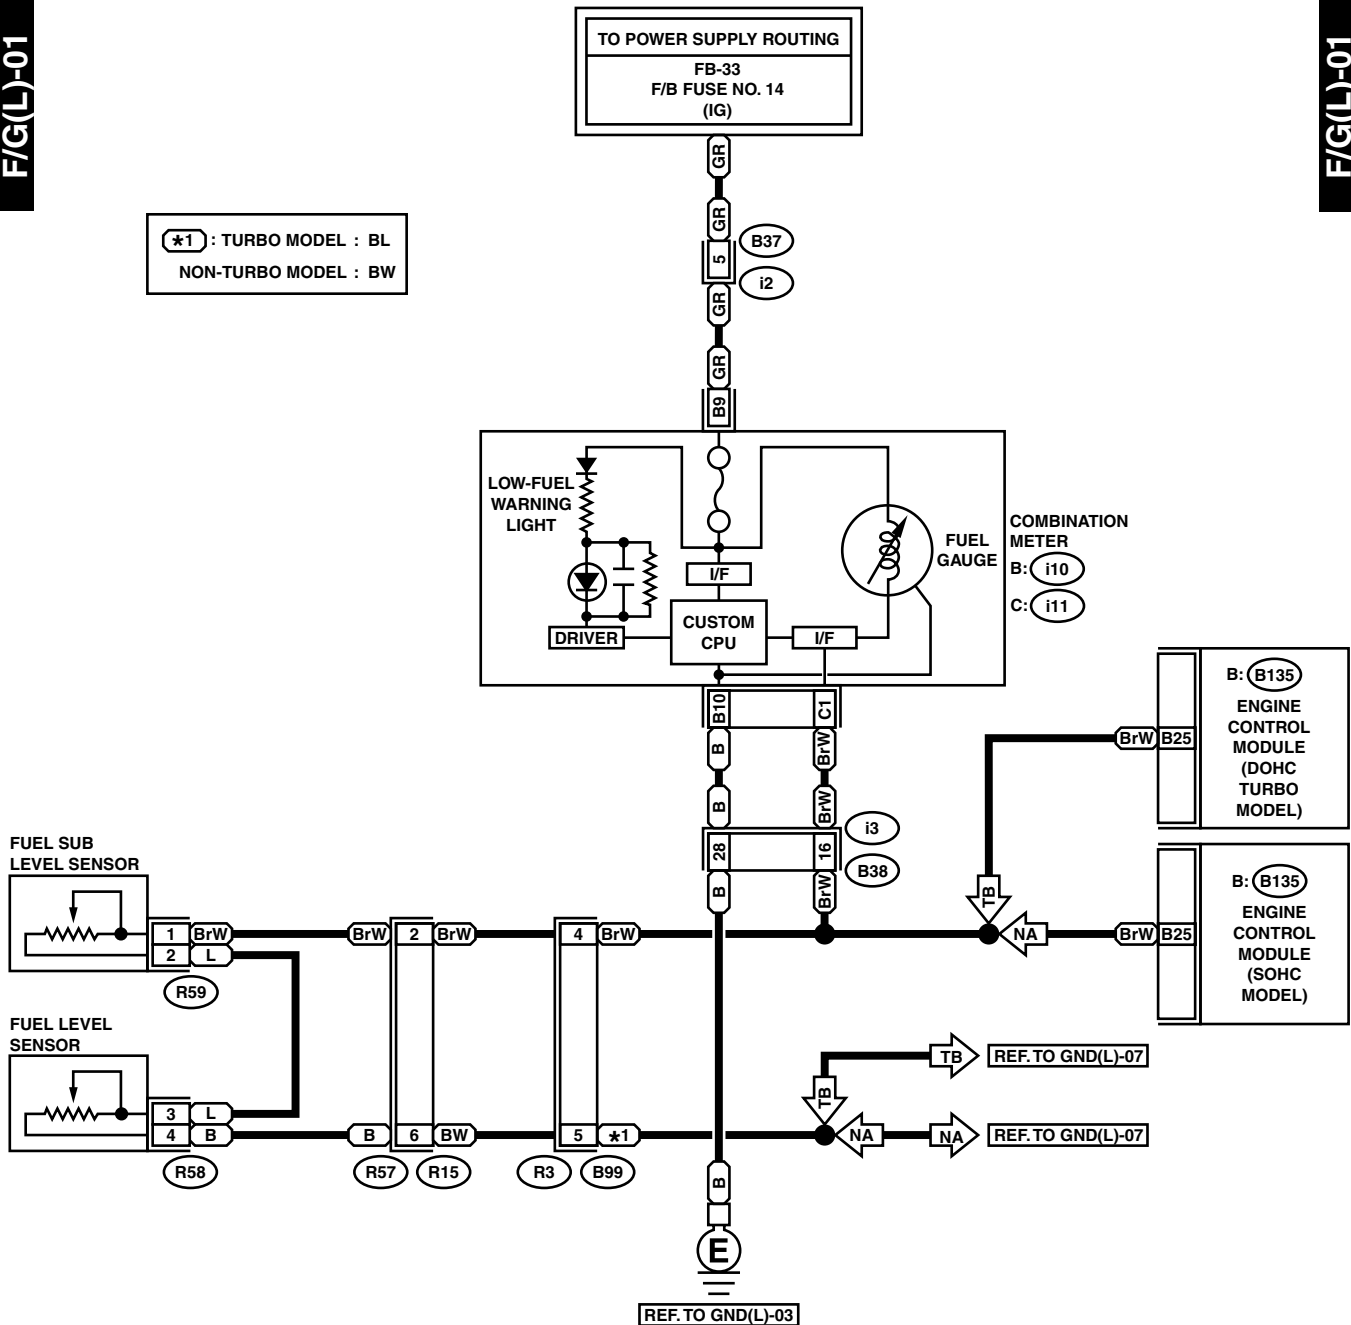 F/G(L)-01
F/G(L)-01
TO POWER SUPPLY ROUTING
FB-33
F/B FUSE NO. 14
(IG)
GR
GR
*1 : TURBO MODEL : BL
NON-TURBO MODEL : BW
5
B37
i2
GR
GR
B9
LOW-FUEL
WARNING
LIGHT
I/F
DRIVER
CUSTOM
CPU
I/F
FUEL
GAUGE
COMBINATION
METER
B: i10
C: i11
B10
C1
B
BrW
B
BrW
28
16
i3
B38
B
BrW
B: B135
ENGINE
CONTROL
MODULE
(DOHC
TURBO
MODEL)
BrW B25
TB
B: B135
ENGINE
CONTROL
MODULE
(SOHC
MODEL)
NA
BrW B25
FUEL SUB
LEVEL SENSOR
1 BrW
2 L
R59
BrW 2 BrW
4 BrW
FUEL LEVEL
SENSOR
3 L
4 B
R58
B 6 BW
5 *1
R57
R15
R3
B99
TB
TB
REF. TO GND(L)-07
NA
NA
REF. TO GND(L)-07
B
E
REF. TO GND(L)-03